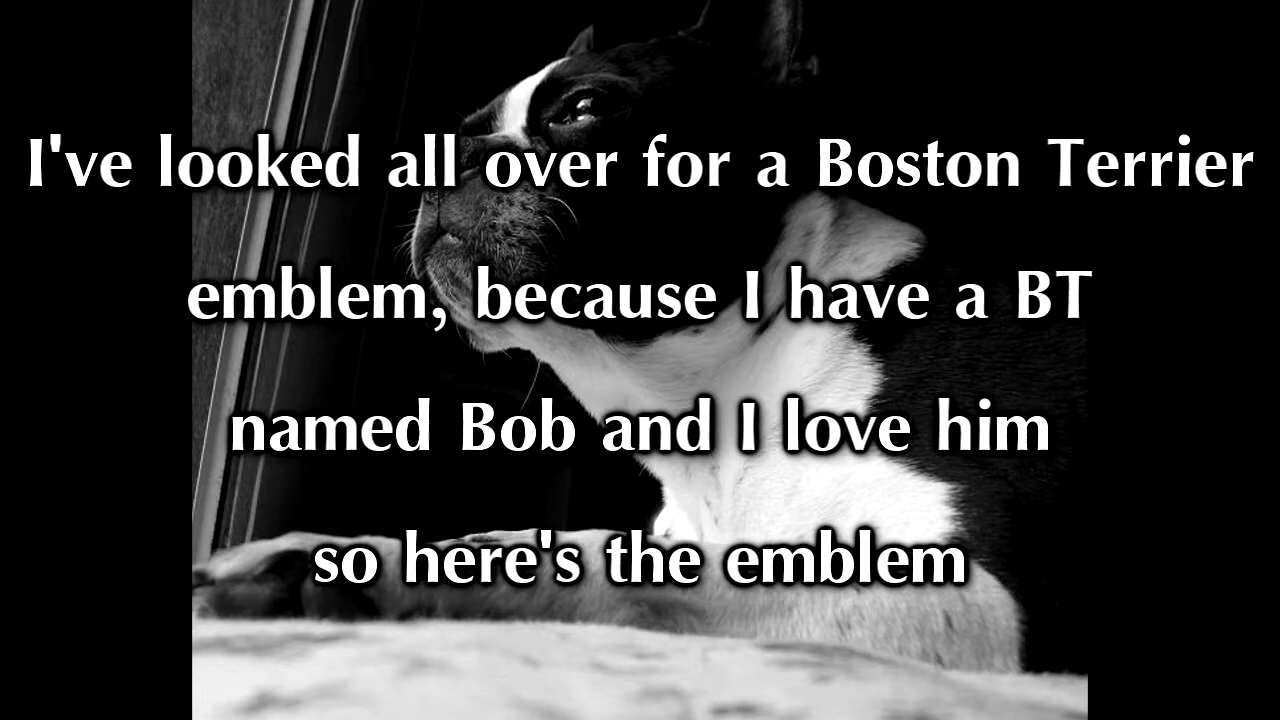 I've looked all over for a Boston Terrier
emblem, because I have a BT
named Bob and I love him
so here's the emblem